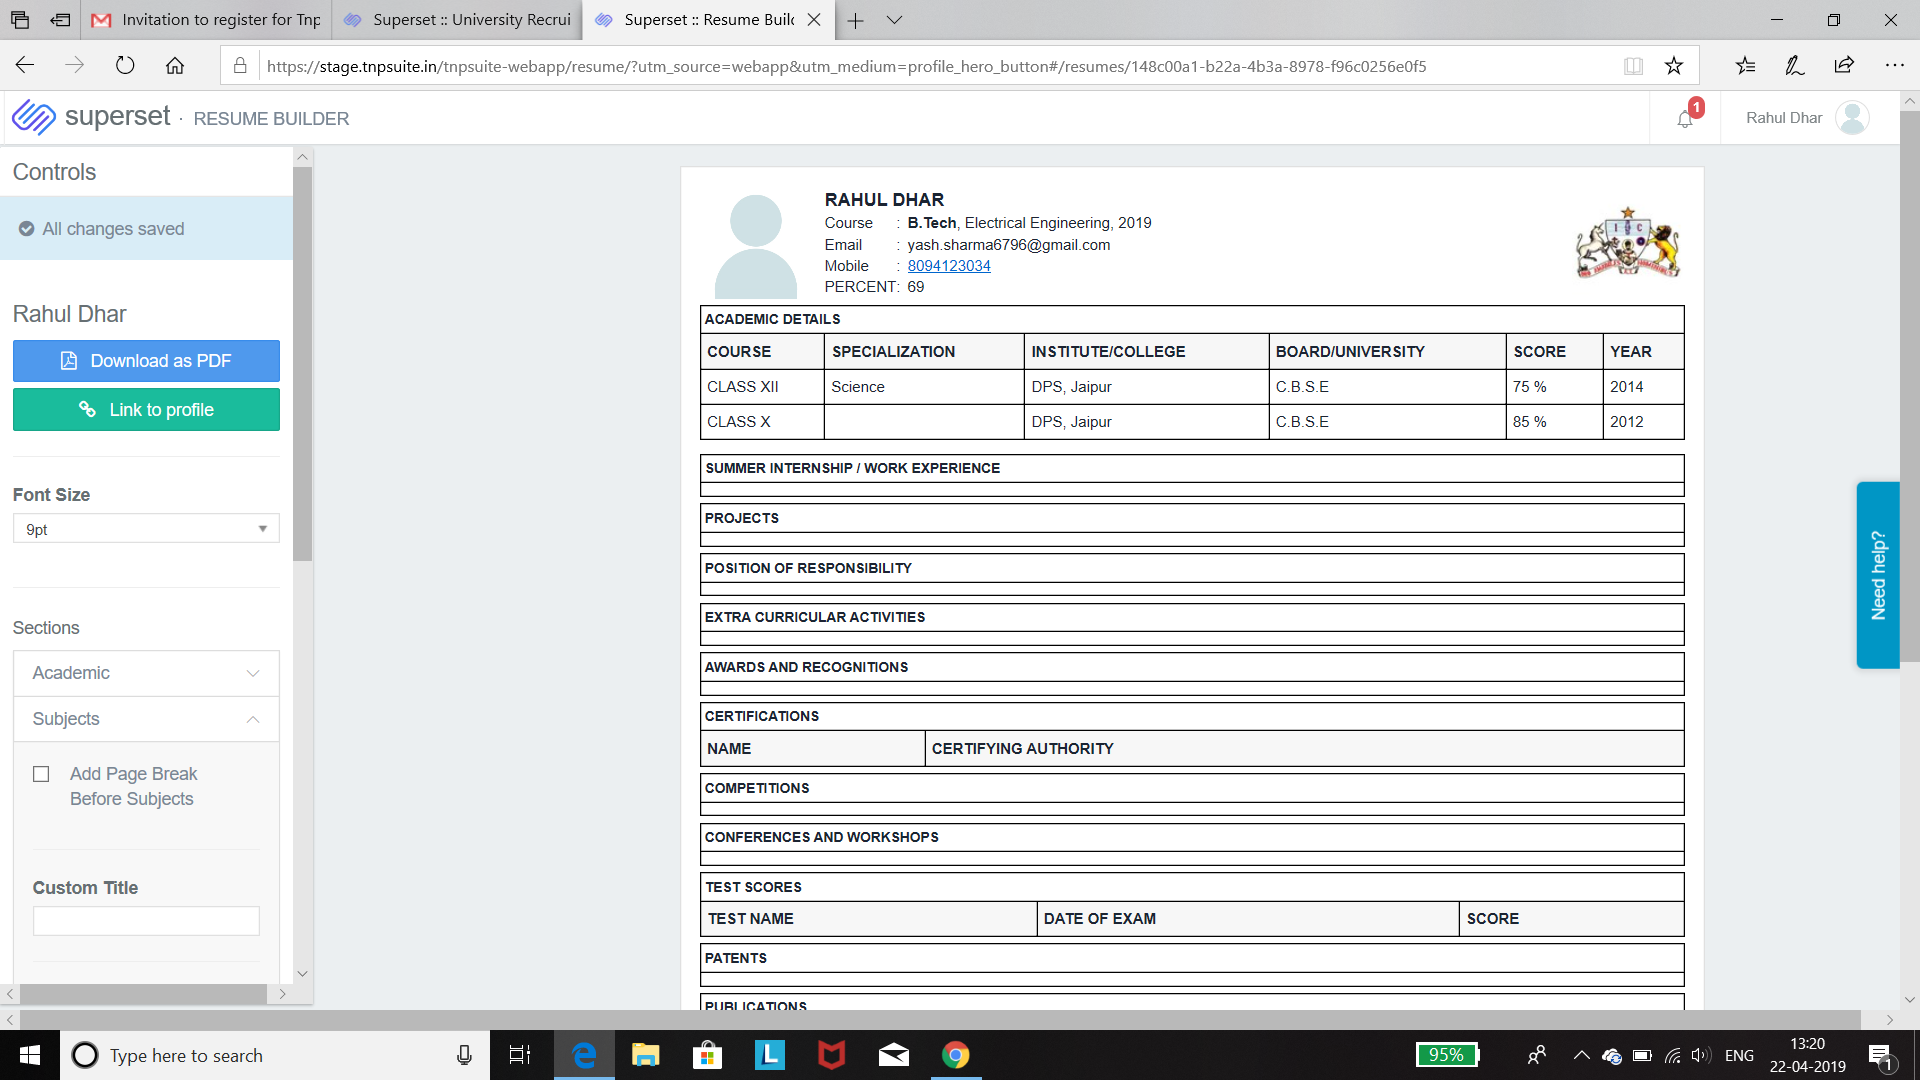 Invitation to register for Tnp
Superset :: University Recrui
Superset :: Resume Buil
https://stage.tnpsuite.in/tnpsuite-webapp/resume/?utm_source=webapp&utm_medium=profile_hero_button#/resumes/148c00a1-b22a-4b3a-8978-f96c0256e0f5
superset · RESUME BUILDER
1
Rahul Dhar
Controls
All changes saved
Rahul Dhar
Download as PDF
Link to profile
Font Size
9pt
Sections
Academic
Subjects
Add Page Break
Before Subjects
Custom Title
RAHUL DHAR
Course : B.Tech, Electrical Engineering, 2019
Email : yash.sharma6796@gmail.com
Mobile : 8094123034
PERCENT: 69
ACADEMIC DETAILS
COURSE SPECIALIZATION INSTITUTE/COLLEGE BOARD/UNIVERSITY SCORE YEAR
CLASS XII Science DPS, Jaipur C.B.S.E 75 % 2014
CLASS X DPS, Jaipur C.B.S.E 85 % 2012
SUMMER INTERNSHIP / WORK EXPERIENCE
PROJECTS
POSITION OF RESPONSIBILITY
EXTRA CURRICULAR ACTIVITIES
AWARDS AND RECOGNITIONS
CERTIFICATIONS
NAME CERTIFYING AUTHORITY
COMPETITIONS
CONFERENCES AND WORKSHOPS
TEST SCORES
TEST NAME DATE OF EXAM SCORE
PATENTS
PUBLICATIONS
Need help?
Type here to search
95%
ENG
13:20
22-04-2019
1